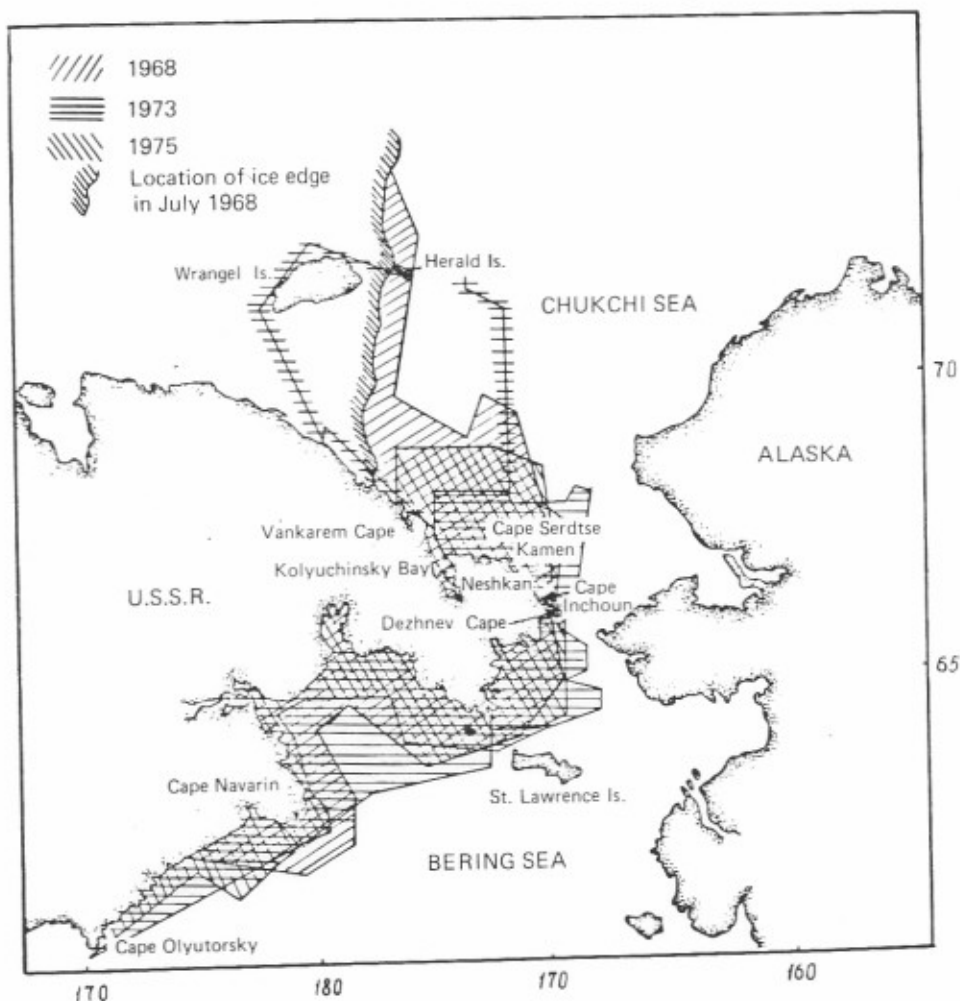 1968
1973
1975
Location of ice edge
in July 1968
Wrangel Is.
Herald Is.
CHUKCHI SEA
70
ALASKA
Vankarem Cape
Cape Serdtse
Kamen
Kolyuchinsky Bay
Neshkan
Cape
Inchoun
U.S.S.R.
Dezhnev Cape
65
Cape Navarin
St. Lawrence Is.
BERING SEA
Cape Olyutorsky
170
180
170
160